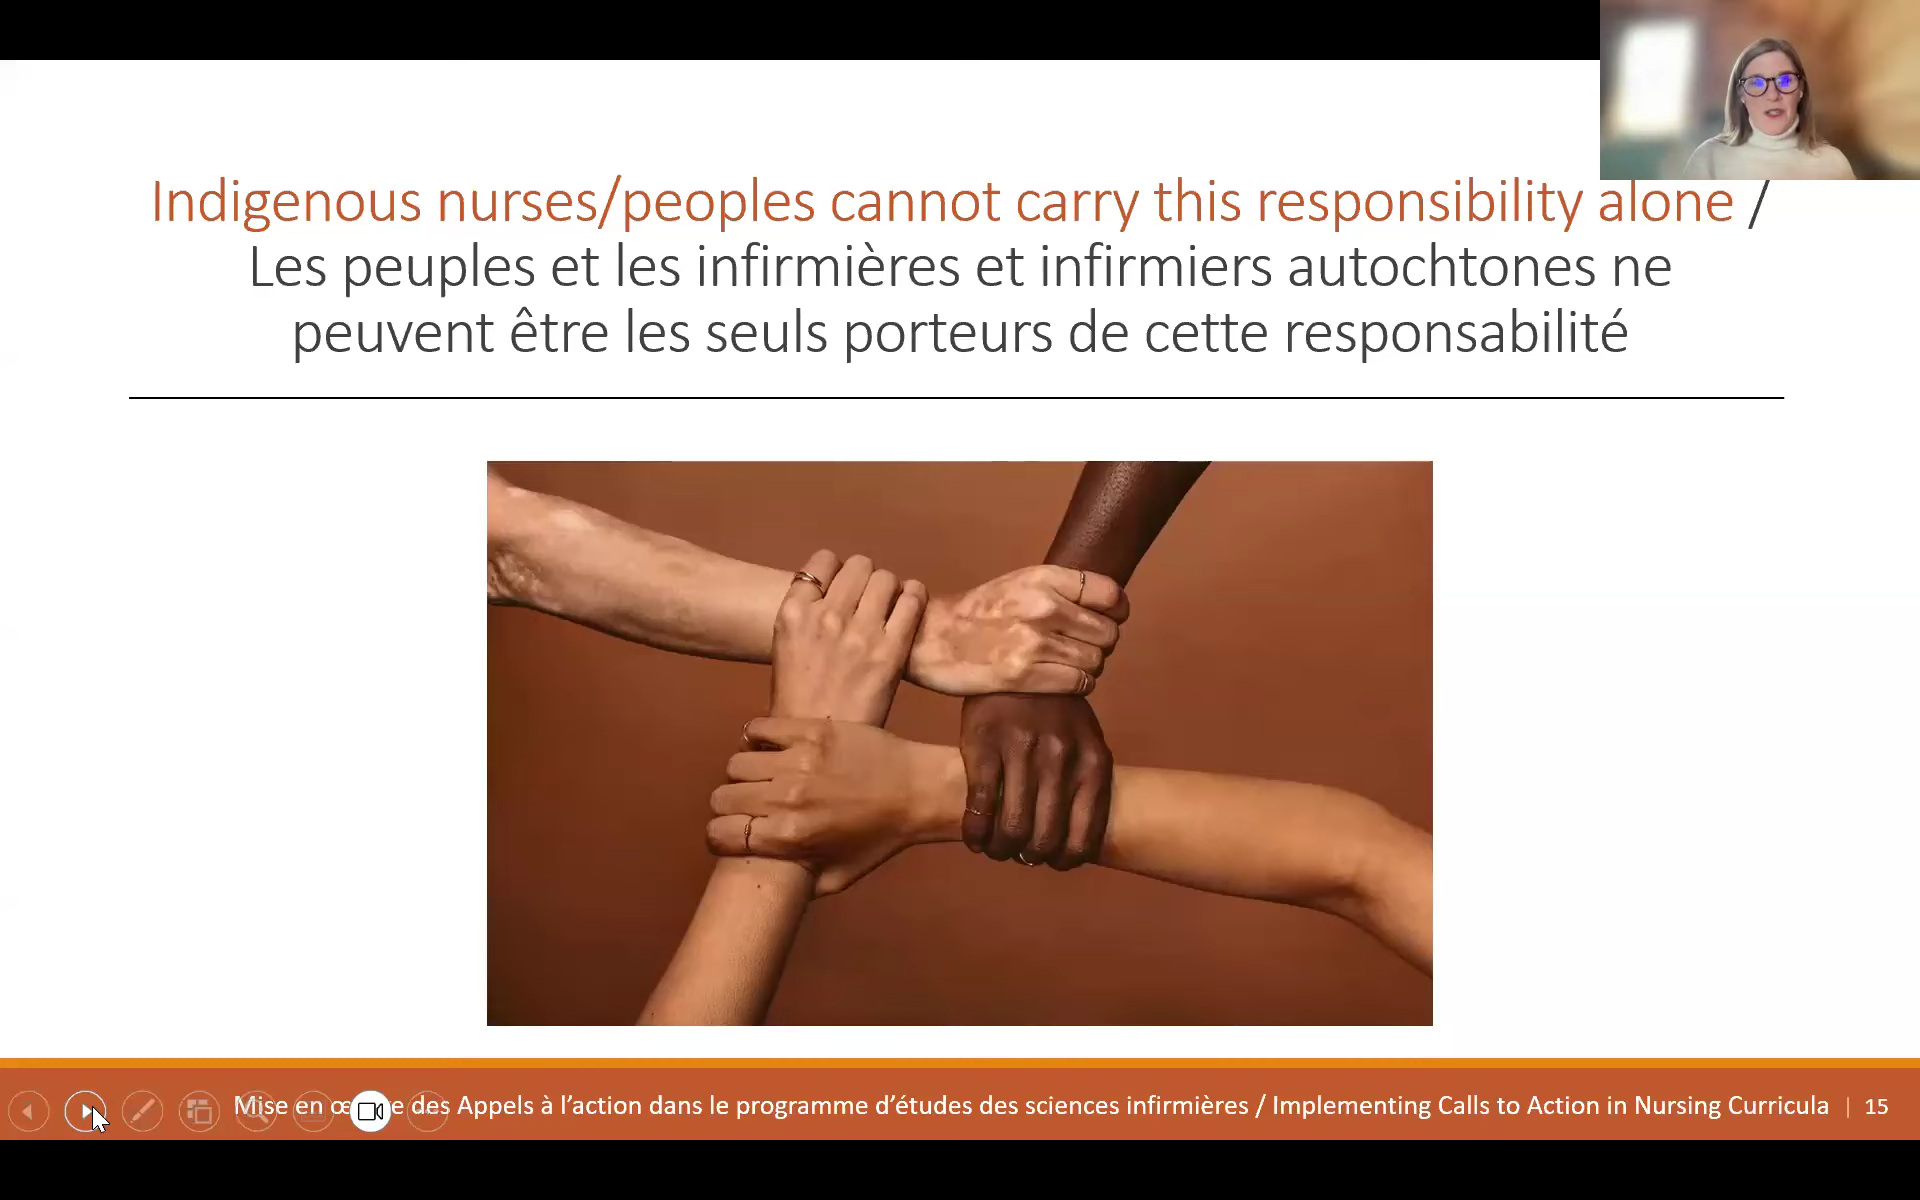 Indigenous nurses/peoples cannot carry this responsibility alone /
Les peuples et les infirmières et infirmiers autochtones ne
peuvent être les seuls porteurs de cette responsabilité
Mise en œuvre des Appels à l’action dans le programme d’études des sciences infirmières / Implementing Calls to Action in Nursing Curricula | 15